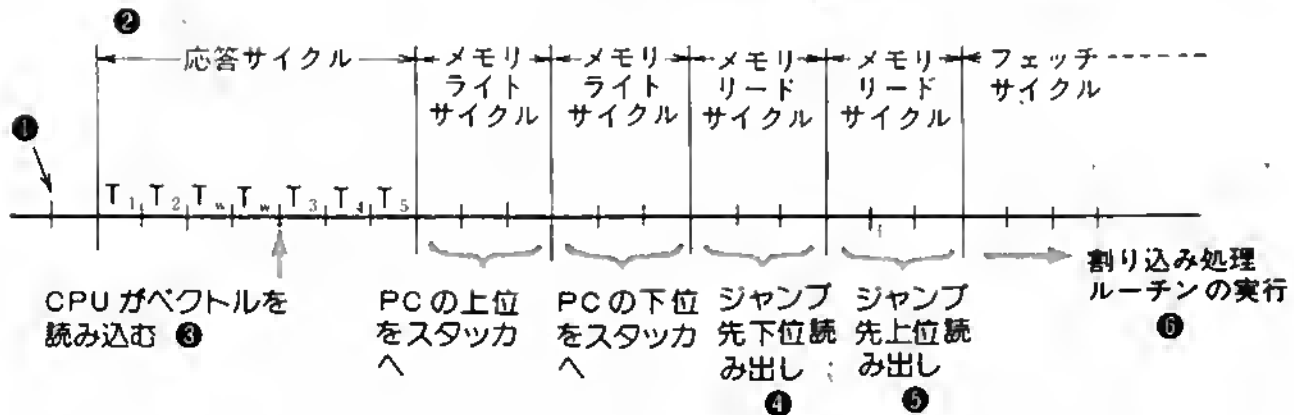 ❷
応答サイクル
メモリ
ライト
サイクル
メモリ
ライト
サイクル
メモリ
リード
サイクル
メモリ
リード
サイクル
フェッチ
サイクル
❶
T1 T2 Tw Tw T3 T4 T5
CPUがベクトルを
読み込む ❸
PCの上位
をスタッカ
へ
PCの下位
をスタッカ
へ
ジャンプ
先下位読
み出し
❹
ジャンプ
先上位読
み出し
❺
割り込み処理
ルーチンの実行
❻